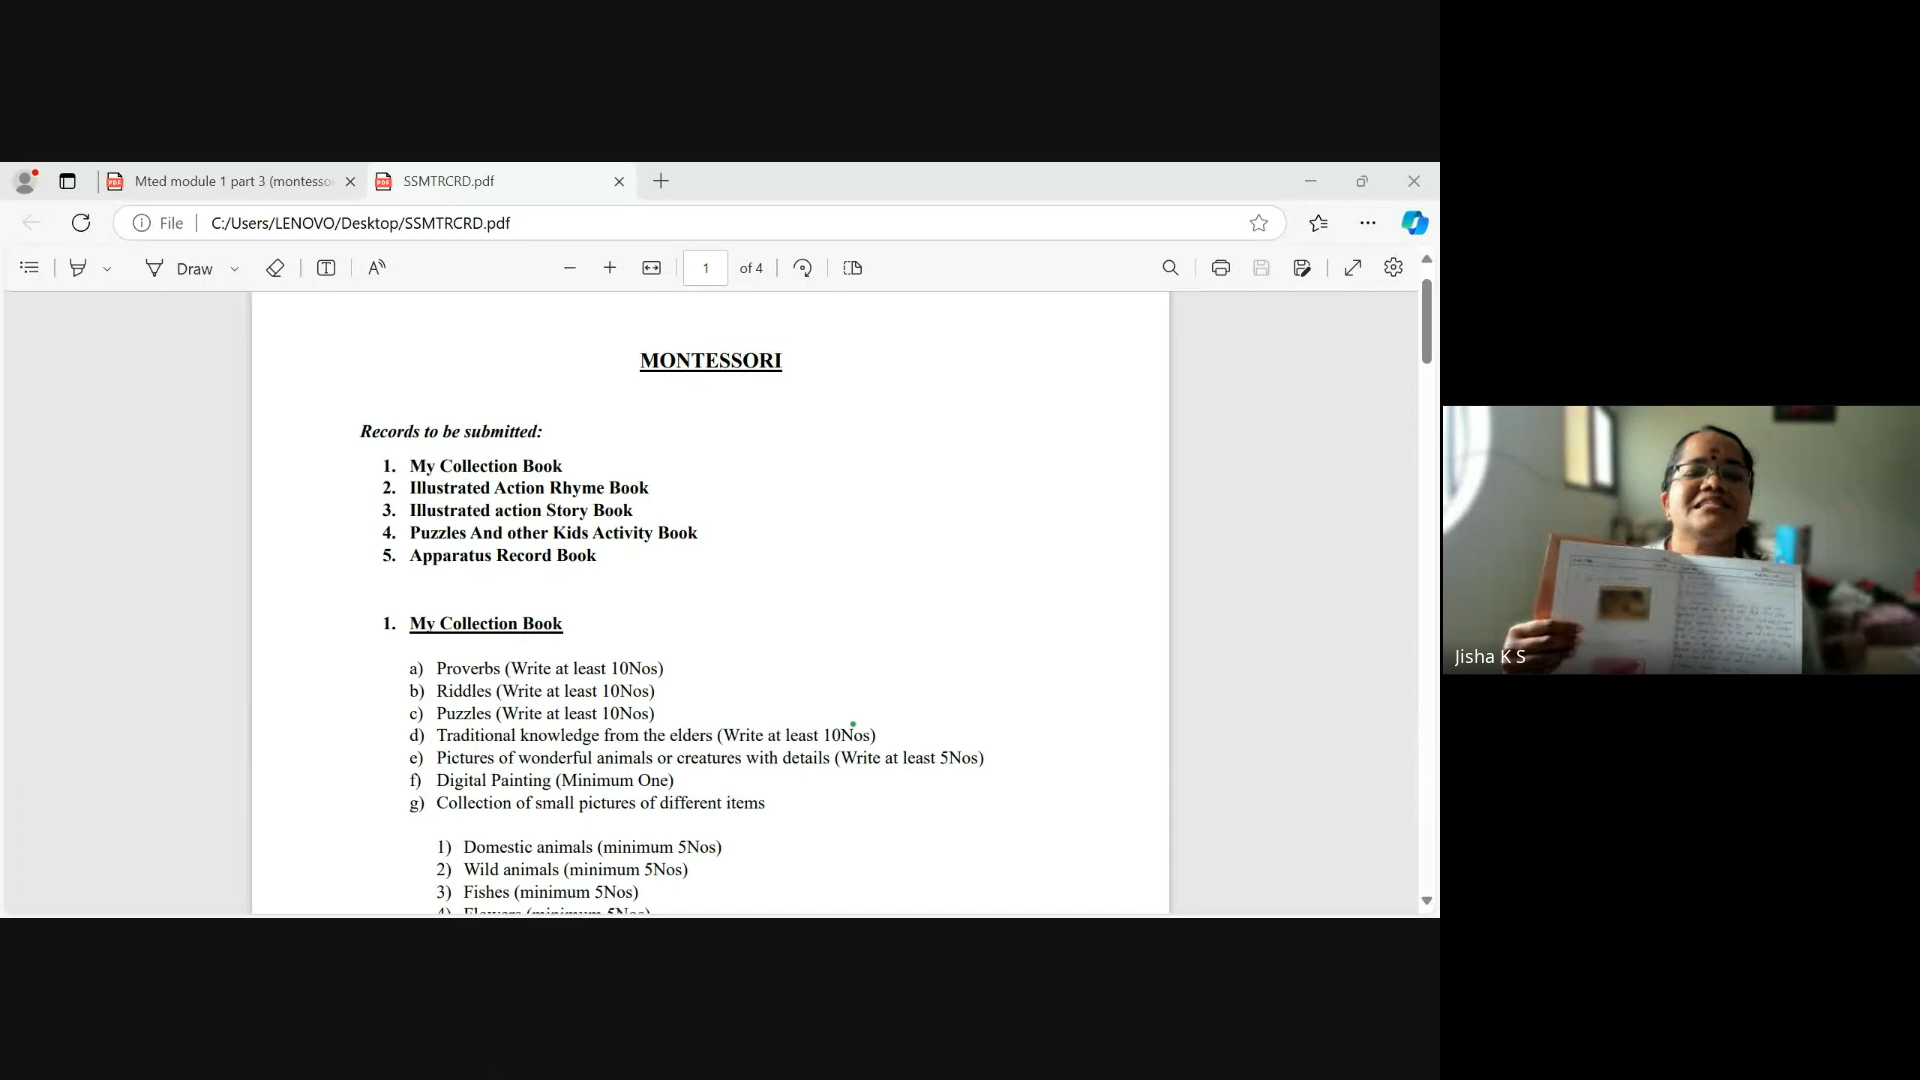 Mted module 1 part 3 (montesso
SSMTRCRD.pdf
File
C:/Users/LENOVO/Desktop/SSMTRCRD.pdf
Draw
1 of 4
MONTESSORI
Records to be submitted:
1. My Collection Book
2. Illustrated Action Rhyme Book
3. Illustrated action Story Book
4. Puzzles And other Kids Activity Book
5. Apparatus Record Book
1. My Collection Book
a) Proverbs (Write at least 10Nos)
b) Riddles (Write at least 10Nos)
c) Puzzles (Write at least 10Nos)
d) Traditional knowledge from the elders (Write at least 10Nos)
e) Pictures of wonderful animals or creatures with details (Write at least 5Nos)
f) Digital Painting (Minimum One)
g) Collection of small pictures of different items
1) Domestic animals (minimum 5Nos)
2) Wild animals (minimum 5Nos)
3) Fishes (minimum 5Nos)
4) Flowers (minimum 5Nos)
Jisha K S